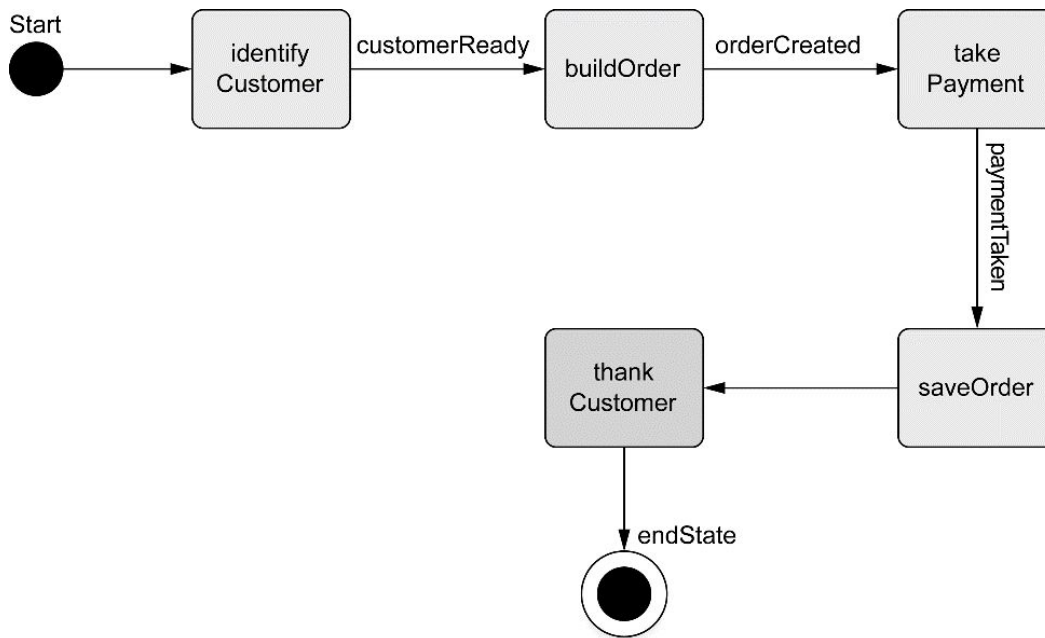 Start
identify
Customer
customerReady
buildOrder
orderCreated
take
Payment
paymentTaken
saveOrder
thank
Customer
endState